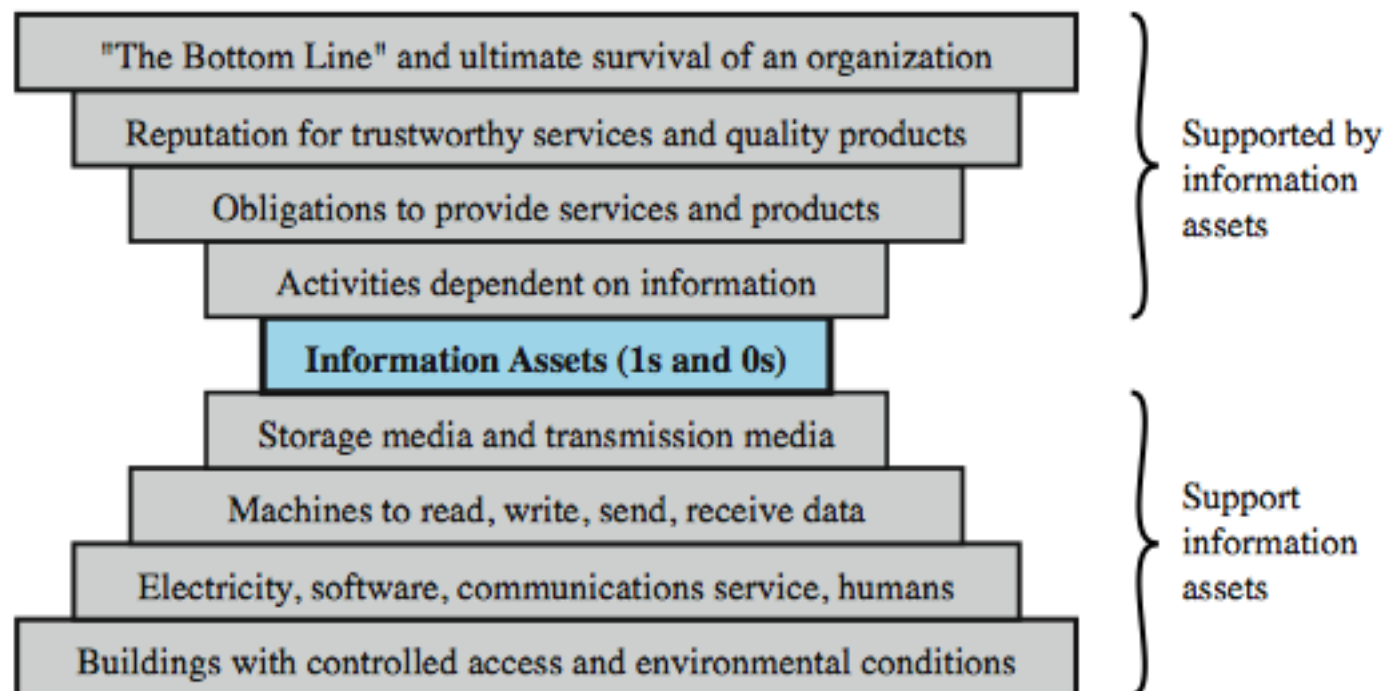 "The Bottom Line" and ultimate survival of an organization
Reputation for trustworthy services and quality products
Obligations to provide services and products
Activities dependent on information
Supported by
information
assets
Information Assets (1s and 0s)
Storage media and transmission media
Machines to read, write, send, receive data
Electricity, software, communications service, humans
Buildings with controlled access and environmental conditions
Support
information
assets